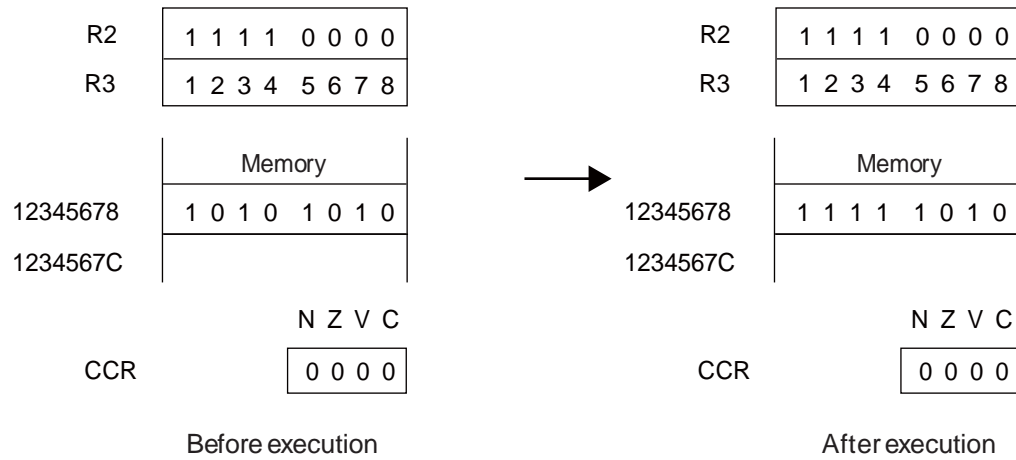 R2 1 1 1 1 0 0 0 0 R2 1 1 1 1 0 0 0 0
R3 1 2 3 4 5 6 7 8 R3 1 2 3 4 5 6 7 8
Memory Memory
12345678 1 0 1 0 1 0 1 0 12345678 1 1 1 1 1 0 1 0
1234567C 1234567C
N Z V C N Z V C
CCR 0 0 0 0 CCR 0 0 0 0
Before execution After execution